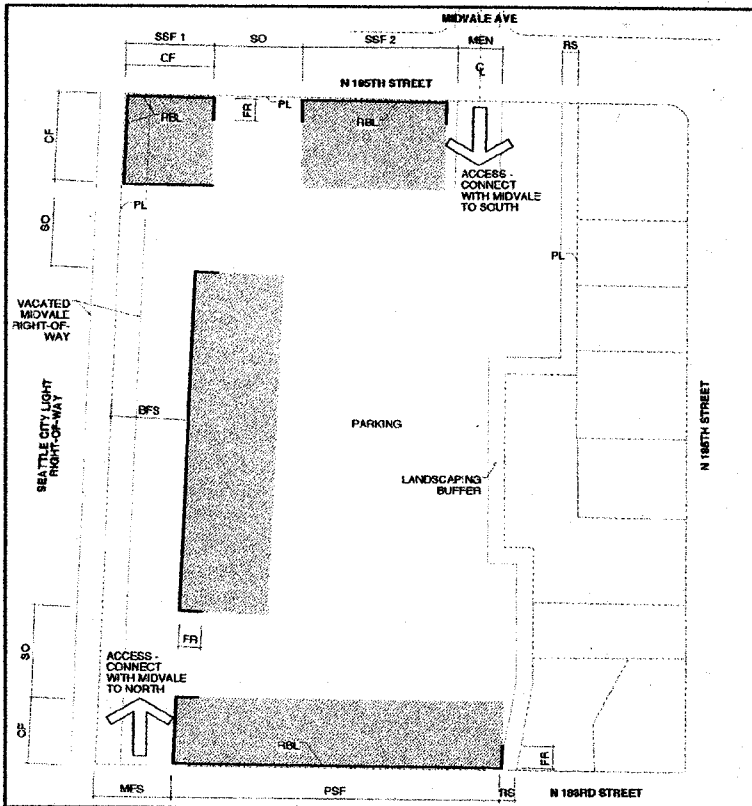 MIDVALE AVE
SSF 1
SO
SSF 2
MEN
RS
CF
CL
N 195TH STREET
PL
RBL
FR
RBL
CF
ACCESS -
CONNECT
WITH MIDVALE
TO SOUTH
SO
PL
PL
VACATED
MIDVALE
RIGHT-OF-
WAY
SEATTLE CITY LIGHT
RIGHT-OF-WAY
BFS
PARKING
N 195TH STREET
LANDSCAPING
BUFFER
SO
FR
ACCESS -
CONNECT
WITH MIDVALE
TO NORTH
CF
RBL
FR
MFS
PSF
RS
N 193RD STREET